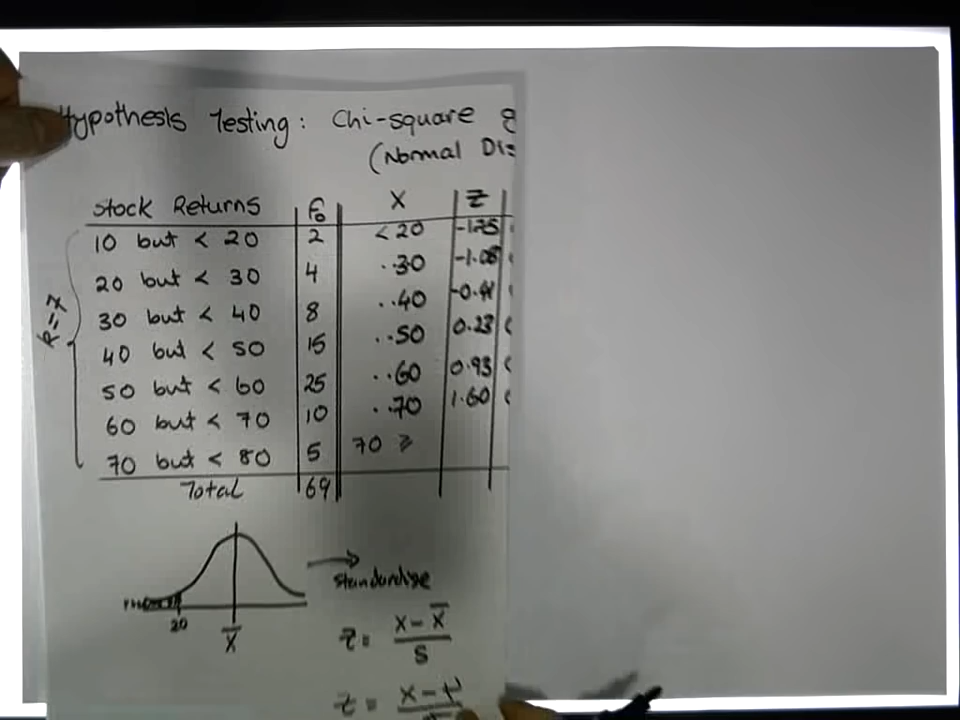 Hypothesis Testing: Chi-square g
(Normal Dis
Stock Returns fo X Z
10 but < 20 2 < 20 -1.75
20 but < 30 4 ..30 -1.08
30 but < 40 8 ..40
40 but < 50 15 ..50 0.23
50 but < 60 25 ..60 0.93
60 but < 70 10 ..70 1.60
70 but < 80 5 70 ≥
Total 69
k=7
standardise
20
X̄
Z = X - X̄
S
Z = X - μ